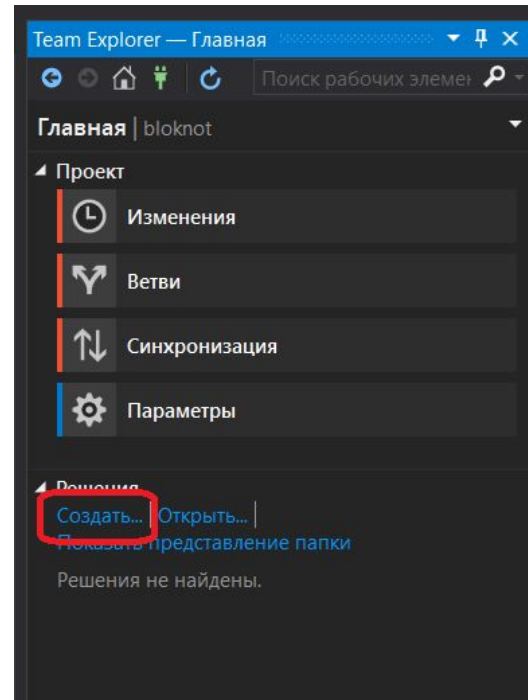 Team Explorer — Главная
Поиск рабочих элемен
Главная | bloknot
Проект
Изменения
Ветви
Синхронизация
Параметры
Решения
Создать... | Открыть... |
Показать представление папки
Решения не найдены.